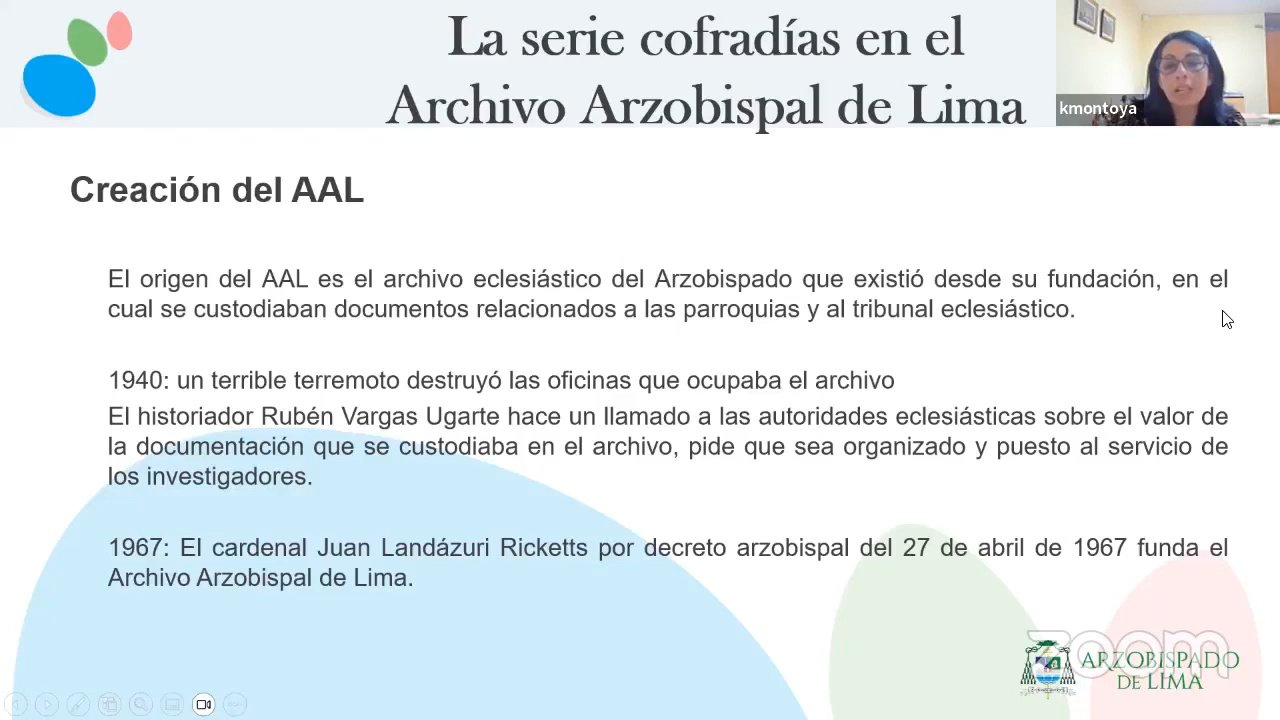 La serie cofradías en el
Archivo Arzobispal de Lima
kmontoya
Creación del AAL
El origen del AAL es el archivo eclesiástico del Arzobispado que existió desde su fundación, en el
cual se custodiaban documentos relacionados a las parroquias y al tribunal eclesiástico.
1940: un terrible terremoto destruyó las oficinas que ocupaba el archivo
El historiador Rubén Vargas Ugarte hace un llamado a las autoridades eclesiásticas sobre el valor de
la documentación que se custodiaba en el archivo, pide que sea organizado y puesto al servicio de
los investigadores.
1967: El cardenal Juan Landázuri Ricketts por decreto arzobispal del 27 de abril de 1967 funda el
Archivo Arzobispal de Lima.
zoom
ARZOBISPADO
DE LIMA